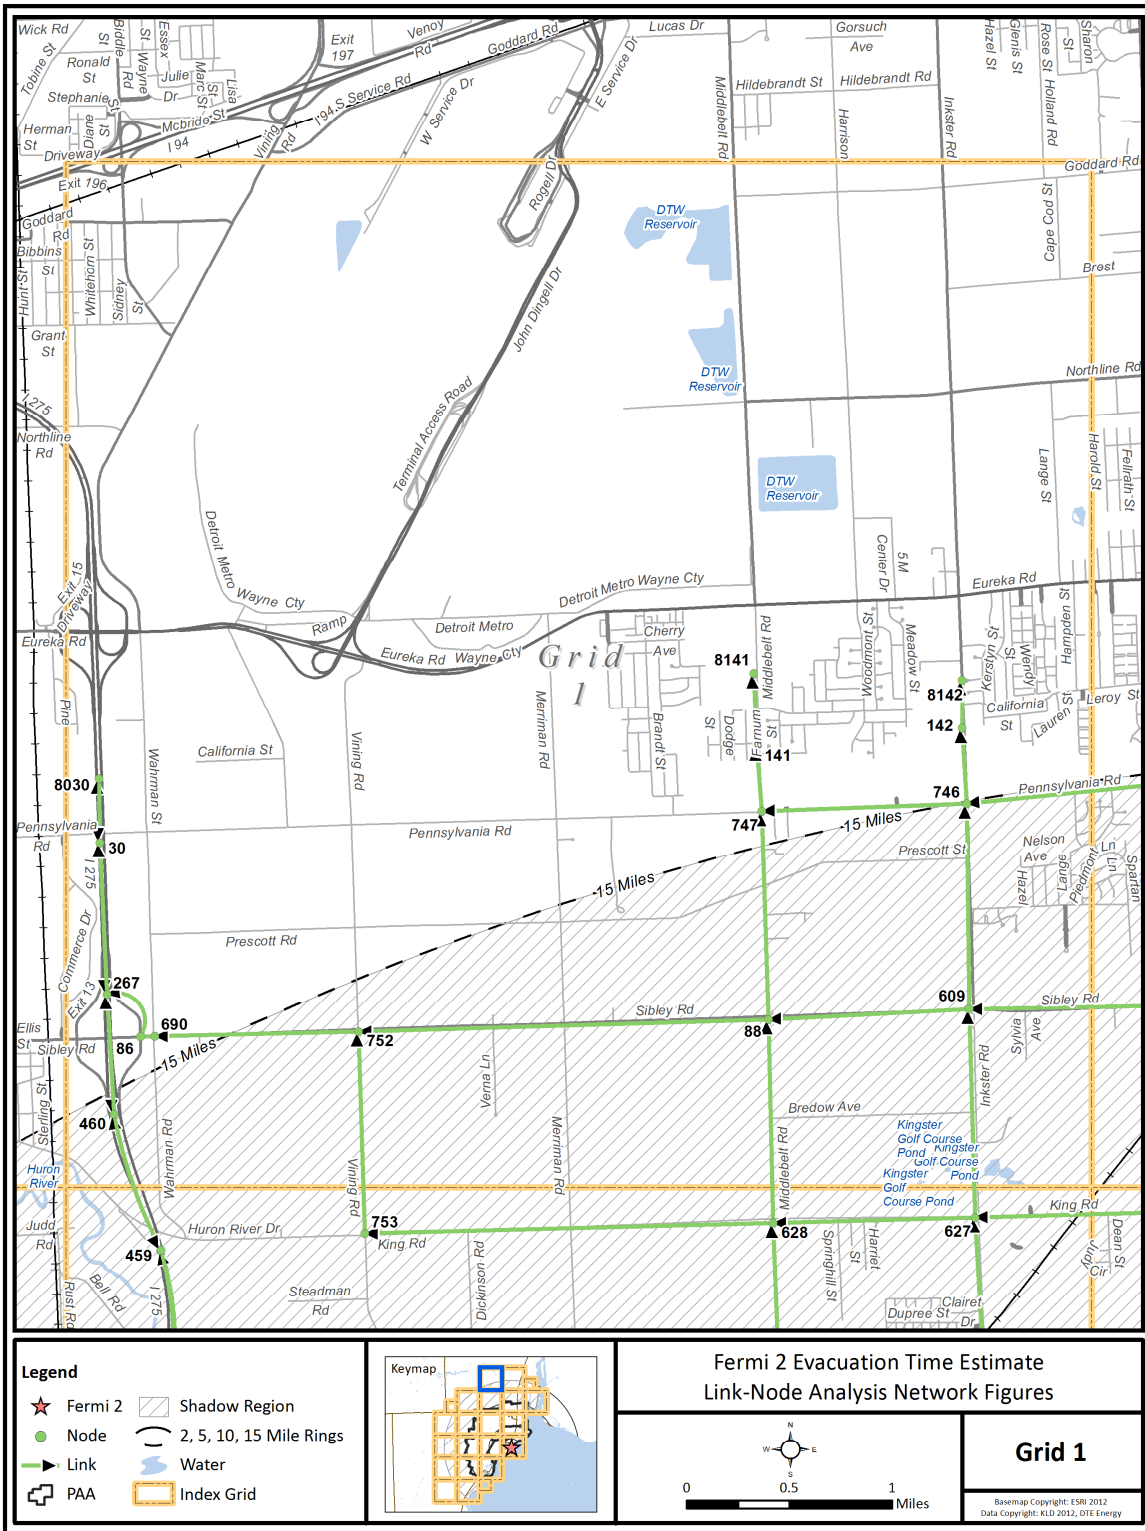 Wick Rd
Tobine St
Biddle
St
Rd
St
Wayne
Essex
St
Ronald
St
Julie
Dr
Marc St
St
Lisa
Stephanie
St
Herman
St
Diane
St
Mcbride St
I 94
Driveway
Exit 196
Goddard
Rd
Exit
197
Venoy
Rd
Goddard Rd
I 94 S Service Rd
Vining
Rd
W Service Dr
E Service Dr
Rogell Dr
John Dingell Dr
Terminal Access Road
Lucas Dr
Gorsuch
Ave
Hildebrandt St
Hildebrandt Rd
Middlebelt Rd
Harrison
Inkster Rd
Hazel St
Glenis St
Rose St
Holland Rd
St
Sharon
Goddard Rd
Cape Cod St
Brest
DTW
Reservoir
DTW
Reservoir
Northline Rd
DTW
Reservoir
Lange St
Harold St
Fellrath St
Bibbins
St
Hunt St
Whitehorn St
Sidney
St
Grant
St
I 275
Northline
Rd
Exit 15
Driveway
Eureka Rd
Pine
Detroit Metro
Wayne Cty
Ramp
Detroit Metro
Eureka Rd
Wayne Cty
Detroit Metro Wayne Cty
Cenier Dr
5 M
Eureka Rd
Cherry
Ave
Grid
1
Merriman Rd
Brandt St
St
Dodge
Farnum
St
Middlebelt Rd
8141
141
Woodmont St
Meadow St
Kerstyn St
St
Wendy
Hampden St
St
8142
142
California
St
Lauren
Leroy St
California St
Vining Rd
Wahrman St
8030
Pennsylvania
Rd
30
I 275
Pennsylvania Rd
747
746
Pennsylvania Rd
15 Miles
Prescott St
Nelson
Ave
Hazel
Lange
Piedmont
Ln
Ln
Spartan
15 Miles
Prescott Rd
Commerce Dr
Exit 13
267
690
86
Ellis
St
Sibley Rd
752
Sibley Rd
88
609
Sibley Rd
Sylvia
Ave
Inkster Rd
15 Miles
Sterling St
460
Verna Ln
Merriman Rd
Bredow Ave
Middlebelt Rd
Kingster
Golf Course
Pond
Kingster
Golf Course
Pond
Kingster
Golf
Course Pond
Huron
River
Wahrman Rd
Vining Rd
Judd
Rd
Huron River Dr
753
King Rd
628
627
King Rd
459
Bell Rd
Rust Rd
I 275
Steadman
Rd
Dickinson Rd
Springhill St
St
Harriet
Judy
Cir
Dean St
Clairet
Dr
Dupree St
Legend
Fermi 2
Node
Link
PAA
Shadow Region
2, 5, 10, 15 Mile Rings
Water
Index Grid
Keymap
Fermi 2 Evacuation Time Estimate
Link-Node Analysis Network Figures
N
W
E
S
0
0.5
1
Miles
Grid 1
Basemap Copyright: ESRI 2012
Data Copyright: KLD 2012, DTE Energy